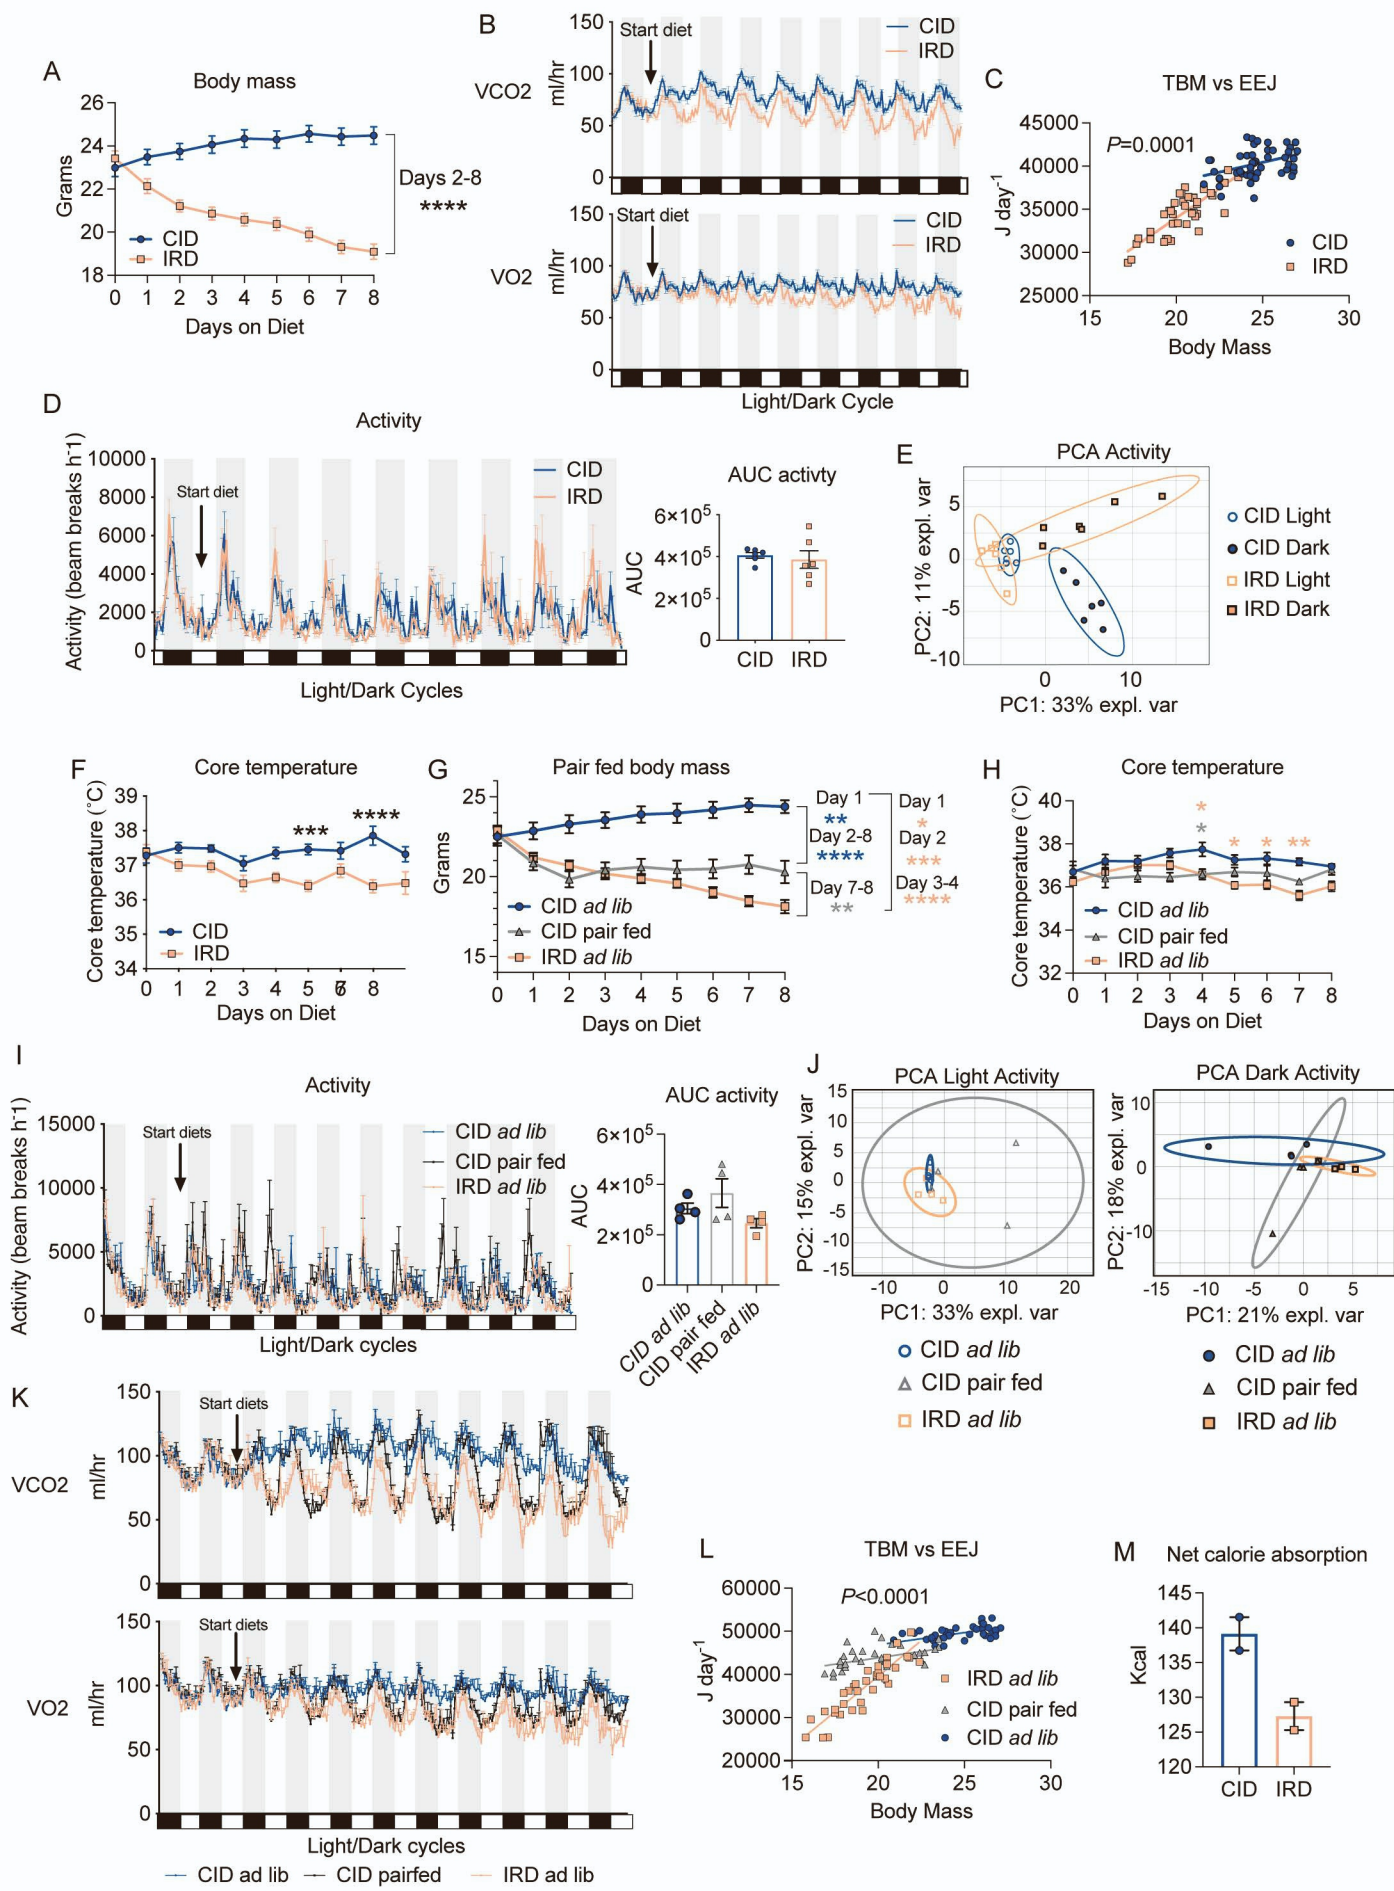 A
Body mass
26
24
22
20
18
Grams
CID
IRD
Days 2-8
****
0 1 2 3 4 5 6 7 8
Days on Diet
B
VCO2
ml/hr
150
100
50
0
Start diet
CID
IRD
VO2
ml/hr
150
100
50
0
Start diet
CID
IRD
Light/Dark Cycle
C
TBM vs EEJ
P=0.0001
J day-1
45000
40000
35000
30000
25000
CID
IRD
15 20 25 30
Body Mass
D
Activity
Activity (beam breaks h-1)
10000
8000
6000
4000
2000
0
Start diet
CID
IRD
Light/Dark Cycles
AUC activty
AUC
6×10⁵
4×10⁵
2×10⁵
0
CID IRD
E
PCA Activity
PC2: 11% expl. var
5
0
-5
-10
0 10
PC1: 33% expl. var
CID Light
CID Dark
IRD Light
IRD Dark
F
Core temperature
Core temperature (˚C)
39
38
37
36
35
34
***
****
CID
IRD
0 1 2 3 4 5 6 7 8
Days on Diet
G
Pair fed body mass
Grams
25
20
15
CID ad lib
CID pair fed
IRD ad lib
Day 1
**
Day 2-8
****
Day 7-8
**
Day 1
*
Day 2
***
Day 3-4
****
0 1 2 3 4 5 6 7 8
Days on Diet
H
Core temperature
Core temperature (˚C)
40
38
36
34
32
*
*
* * **
CID ad lib
CID pair fed
IRD ad lib
0 1 2 3 4 5 6 7 8
Days on Diet
I
Activity
Activity (beam breaks h-1)
15000
10000
5000
0
Start diets
CID ad lib
CID pair fed
IRD ad lib
Light/Dark cycles
AUC activity
AUC
6×10⁵
4×10⁵
2×10⁵
0
CID ad lib
CID pair fed
IRD ad lib
J
PCA Light Activity
PC2: 15% expl. var
15
10
5
0
-5
-10
-15
-10 0 10 20
PC1: 33% expl. var
CID ad lib
CID pair fed
IRD ad lib
PCA Dark Activity
PC2: 18% expl. var
10
0
-10
-15 -10 -5 0 5
PC1: 21% expl. var
CID ad lib
CID pair fed
IRD ad lib
K
VCO2
ml/hr
150
100
50
0
Start diets
VO2
ml/hr
150
100
50
0
Start diets
Light/Dark cycles
CID ad lib CID pairfed IRD ad lib
L
TBM vs EEJ
P<0.0001
J day-1
60000
50000
40000
30000
20000
IRD ad lib
CID pair fed
CID ad lib
15 20 25 30
Body Mass
M
Net calorie absorption
Kcal
145
140
135
130
125
120
CID IRD